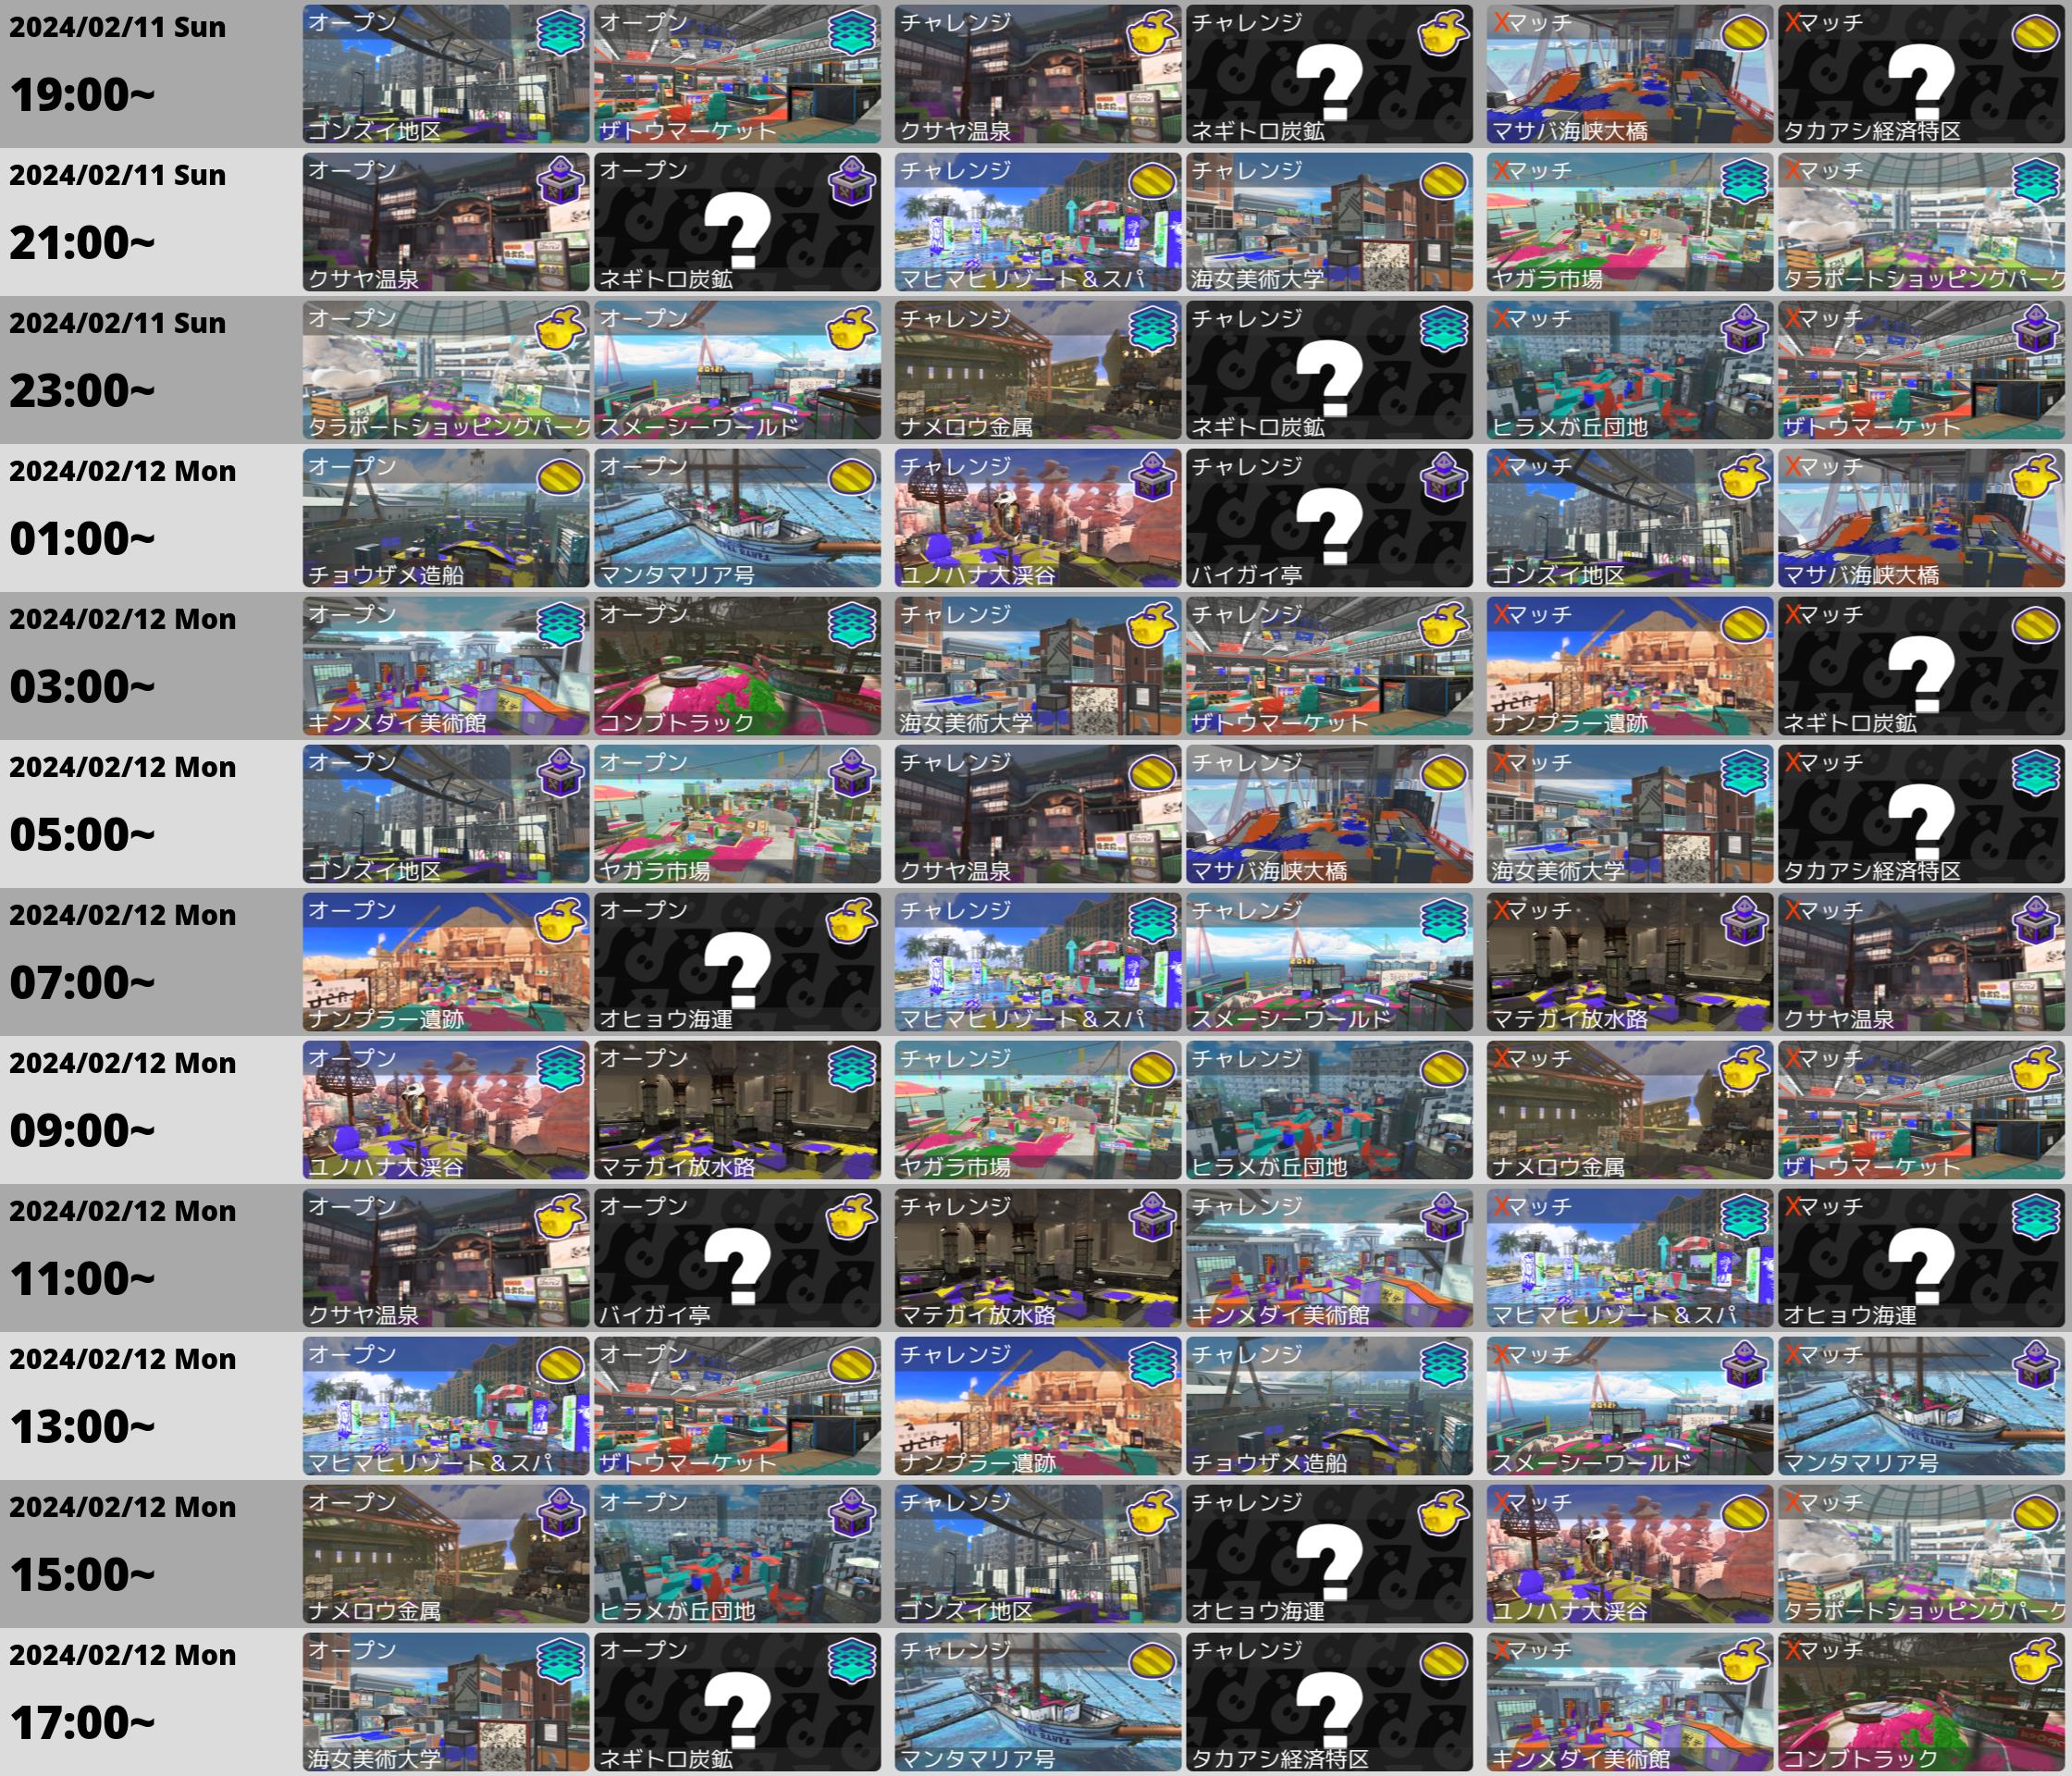 2024/02/11 Sun
19:00~
オープン
ゴンズイ地区
オープン
ザトウマーケット
チャレンジ
クサヤ温泉
チャレンジ
ネギトロ炭鉱
Xマッチ
マサバ海峡大橋
Xマッチ
タカアシ経済特区
2024/02/11 Sun
21:00~
オープン
クサヤ温泉
オープン
ネギトロ炭鉱
チャレンジ
マヒマヒリゾート＆スパ
チャレンジ
海女美術大学
Xマッチ
ヤガラ市場
Xマッチ
タラポートショッピングパーク
2024/02/11 Sun
23:00~
オープン
タラポートショッピングパーク
オープン
スメーシーワールド
チャレンジ
ナメロウ金属
チャレンジ
ネギトロ炭鉱
Xマッチ
ヒラメが丘団地
Xマッチ
ザトウマーケット
2024/02/12 Mon
01:00~
オープン
チョウザメ造船
オープン
マンタマリア号
チャレンジ
ユノハナ大渓谷
チャレンジ
バイガイ亭
Xマッチ
ゴンズイ地区
Xマッチ
マサバ海峡大橋
2024/02/12 Mon
03:00~
オープン
キンメダイ美術館
オープン
コンブトラック
チャレンジ
海女美術大学
チャレンジ
ザトウマーケット
Xマッチ
ナンプラー遺跡
Xマッチ
ネギトロ炭鉱
2024/02/12 Mon
05:00~
オープン
ゴンズイ地区
オープン
ヤガラ市場
チャレンジ
クサヤ温泉
チャレンジ
マサバ海峡大橋
Xマッチ
海女美術大学
Xマッチ
タカアシ経済特区
2024/02/12 Mon
07:00~
オープン
ナンプラー遺跡
オープン
オヒョウ海運
チャレンジ
マヒマヒリゾート＆スパ
チャレンジ
スメーシーワールド
Xマッチ
マテガイ放水路
Xマッチ
クサヤ温泉
2024/02/12 Mon
09:00~
オープン
ユノハナ大渓谷
オープン
マテガイ放水路
チャレンジ
ヤガラ市場
チャレンジ
ヒラメが丘団地
Xマッチ
ナメロウ金属
Xマッチ
ザトウマーケット
2024/02/12 Mon
11:00~
オープン
クサヤ温泉
オープン
バイガイ亭
チャレンジ
マテガイ放水路
チャレンジ
キンメダイ美術館
Xマッチ
マヒマヒリゾート＆スパ
Xマッチ
オヒョウ海運
2024/02/12 Mon
13:00~
オープン
マヒマヒリゾート＆スパ
オープン
ザトウマーケット
チャレンジ
ナンプラー遺跡
チャレンジ
チョウザメ造船
Xマッチ
スメーシーワールド
Xマッチ
マンタマリア号
2024/02/12 Mon
15:00~
オープン
ナメロウ金属
オープン
ヒラメが丘団地
チャレンジ
ゴンズイ地区
チャレンジ
オヒョウ海運
Xマッチ
ユノハナ大渓谷
Xマッチ
タラポートショッピングパーク
2024/02/12 Mon
17:00~
オープン
海女美術大学
オープン
ネギトロ炭鉱
チャレンジ
マンタマリア号
チャレンジ
タカアシ経済特区
Xマッチ
キンメダイ美術館
Xマッチ
コンブトラック